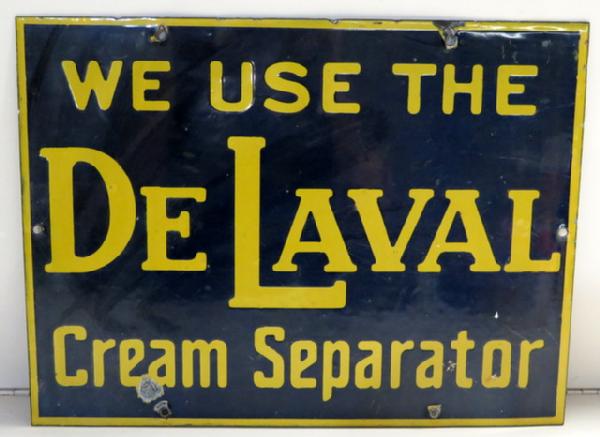 WE USE THE
DE LAVAL
Cream Separator